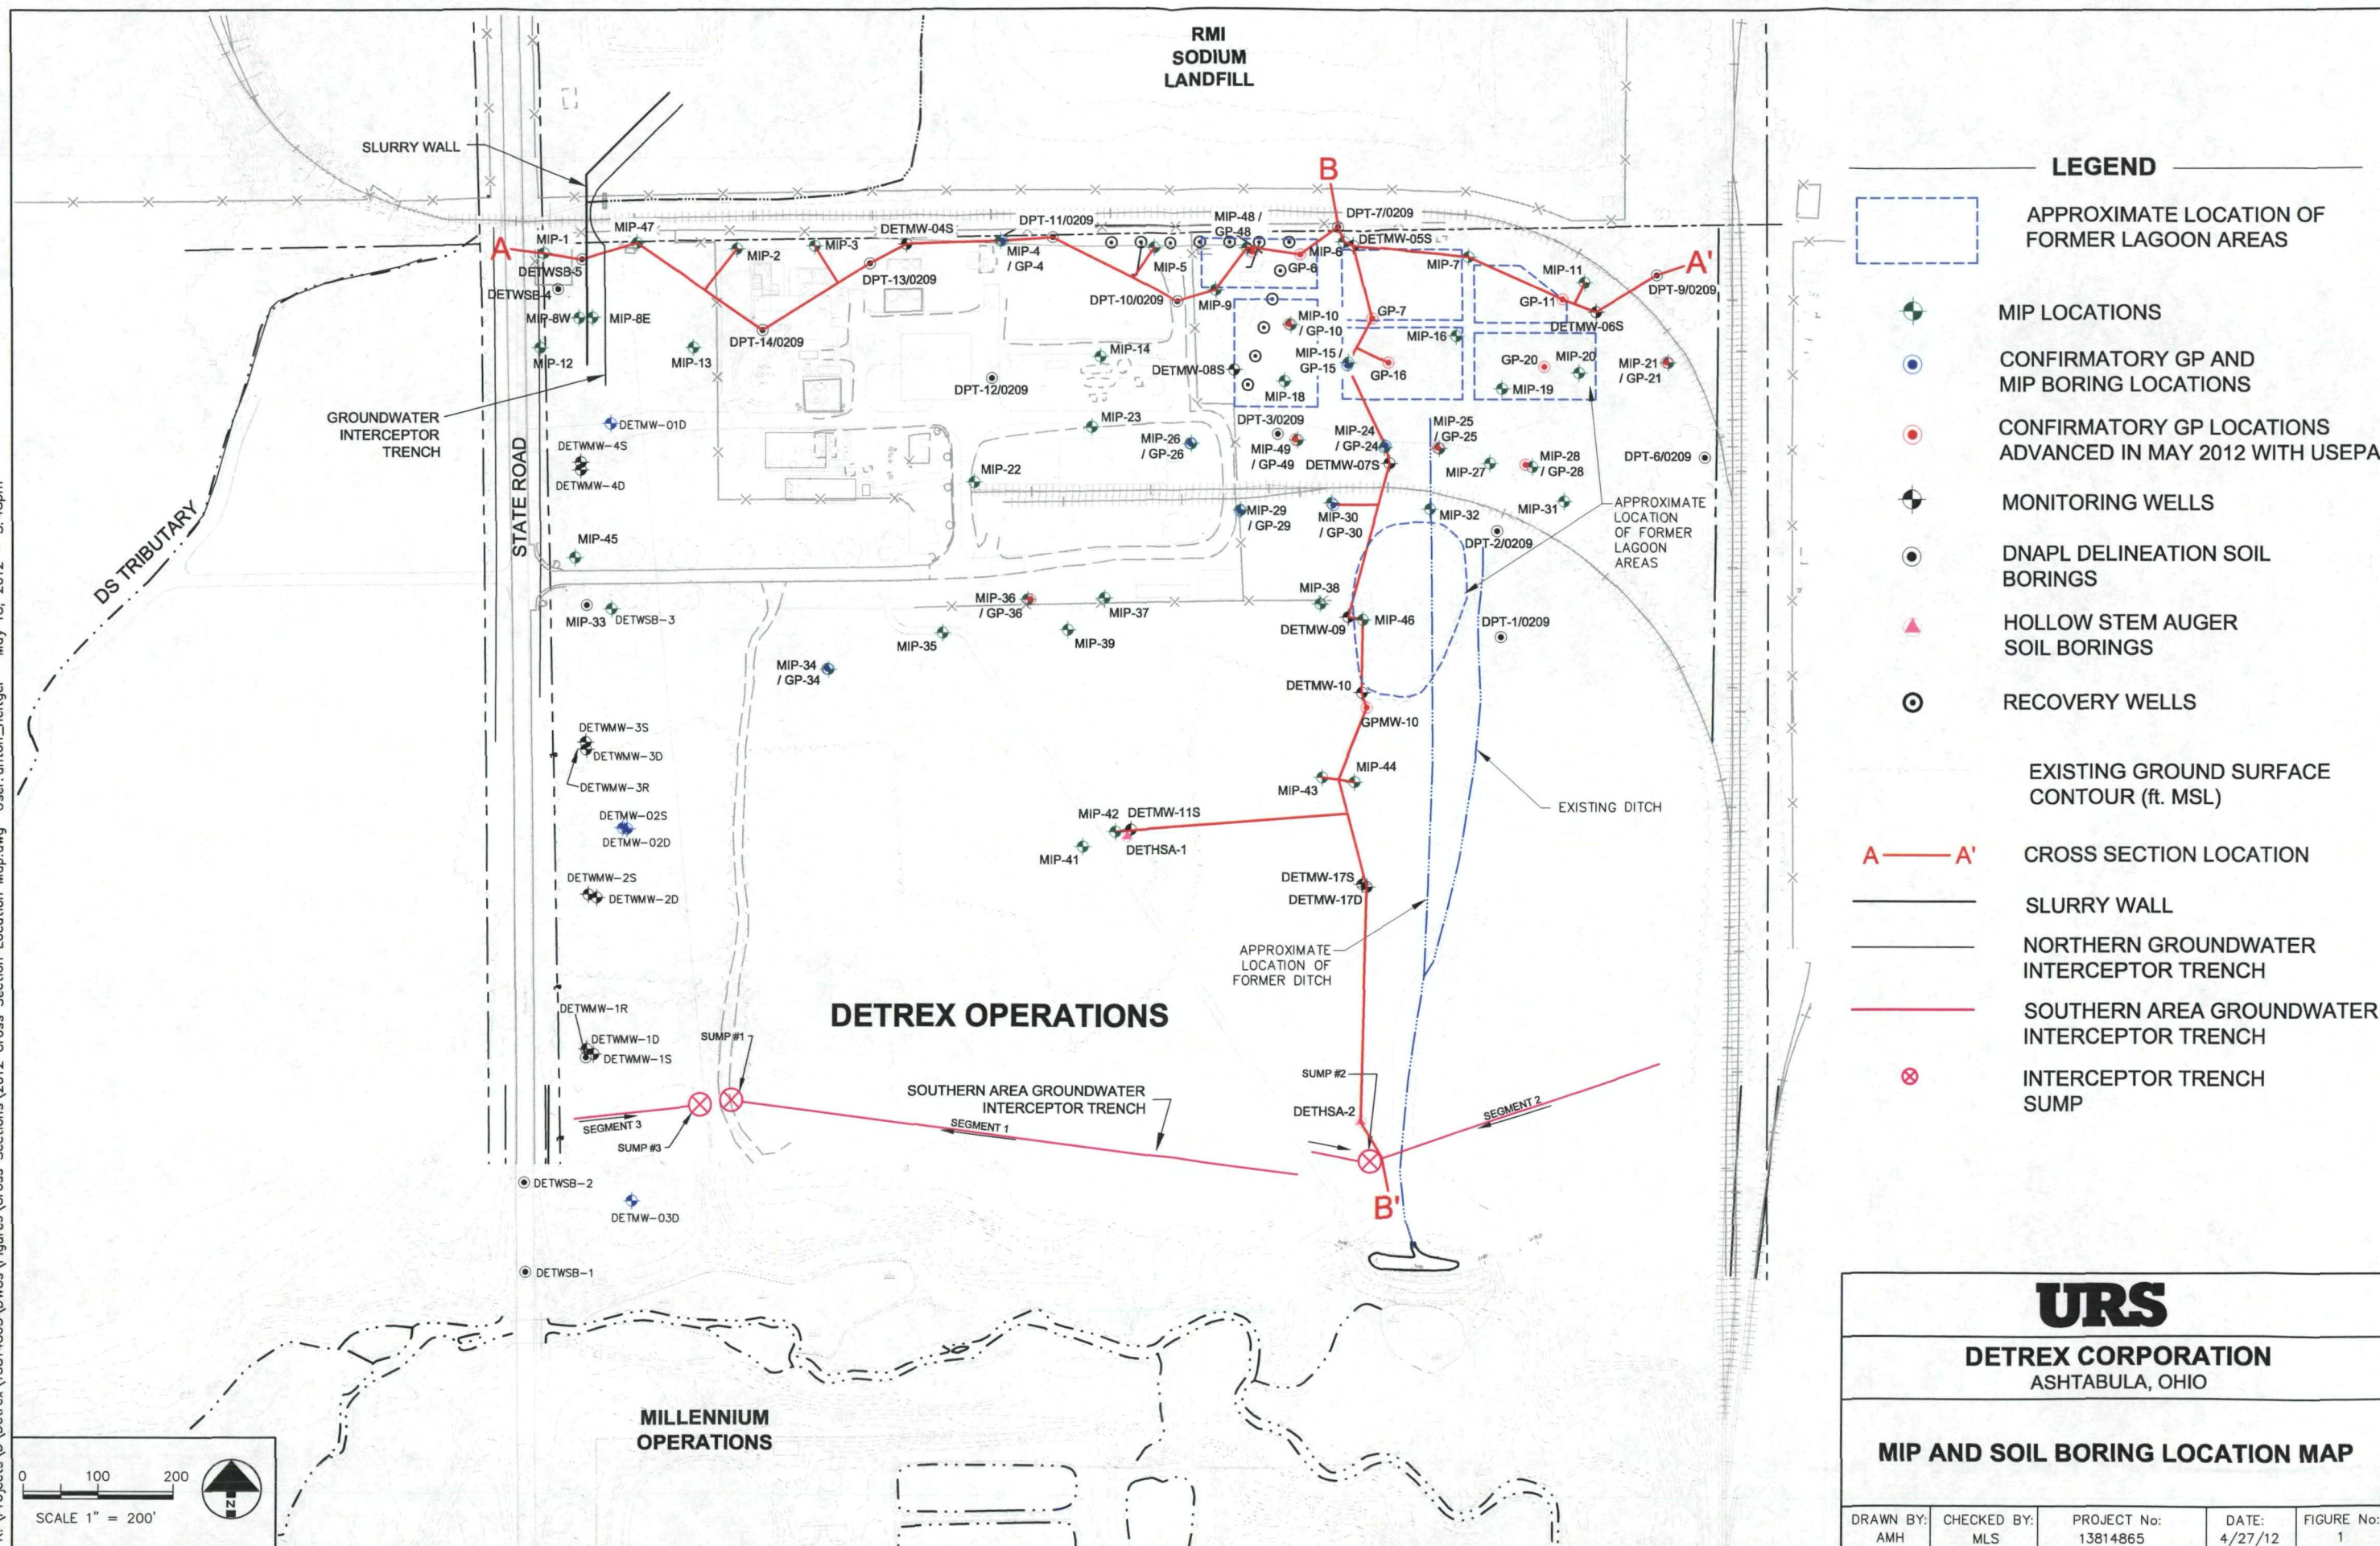 RMI
SODIUM
LANDFILL
SLURRY WALL
B
A
MIP-1
MIP-47
DETWSB-5
DETWSB-4
MIP-2
MIP-3
DETMW-04S
DPT-11/0209
DPT-13/0209
MIP-4
/ GP-4
MIP-5
MIP-48 /
GP-48
DPT-7/0209
MIP-6
GP-6
DETMW-05S
MIP-7
MIP-11
A'
DPT-9/0209
GP-11
DETMW-06S
DPT-10/0209
MIP-9
GP-7
MIP-8W
MIP-8E
MIP-12
MIP-13
DPT-14/0209
MIP-10
/ GP-10
MIP-14
MIP-15 /
GP-15
MIP-16
GP-16
GP-20
MIP-20
MIP-19
MIP-21
/ GP-21
DETMW-08S
MIP-18
DPT-12/0209
GROUNDWATER
INTERCEPTOR
TRENCH
DETMW-01D
DETWMW-4S
DETWMW-4D
STATE ROAD
DS TRIBUTARY
MIP-23
MIP-22
MIP-26
/ GP-26
DPT-3/0209
MIP-49
/ GP-49
MIP-24
/ GP-24
DETMW-07S
MIP-25
/ GP-25
MIP-27
MIP-28
/ GP-28
DPT-6/0209
MIP-29
/ GP-29
MIP-30
/ GP-30
MIP-32
MIP-31
DPT-2/0209
APPROXIMATE
LOCATION
OF FORMER
LAGOON
AREAS
MIP-45
MIP-33
DETWSB-3
MIP-36
/ GP-36
MIP-37
MIP-35
MIP-39
MIP-34
/ GP-34
MIP-38
DETMW-09
MIP-46
DPT-1/0209
DETMW-10
GPMW-10
DETWMW-3S
DETWMW-3D
DETWMW-3R
MIP-43
MIP-44
EXISTING DITCH
DETMW-02S
DETMW-02D
MIP-42
DETMW-11S
DETHSA-1
MIP-41
DETWMW-2S
DETWMW-2D
DETMW-17S
DETMW-17D
APPROXIMATE
LOCATION OF
FORMER DITCH
DETREX OPERATIONS
DETWMW-1R
DETWMW-1D
DETWMW-1S
SUMP #1
SUMP #2
SOUTHERN AREA GROUNDWATER
INTERCEPTOR TRENCH
SEGMENT 3
SEGMENT 1
SEGMENT 2
SUMP #3
DETHSA-2
B'
DETWSB-2
DETMW-03D
DETWSB-1
MILLENNIUM
OPERATIONS
0 100 200
SCALE 1" = 200'
N
LEGEND
APPROXIMATE LOCATION OF
FORMER LAGOON AREAS
MIP LOCATIONS
CONFIRMATORY GP AND
MIP BORING LOCATIONS
CONFIRMATORY GP LOCATIONS
ADVANCED IN MAY 2012 WITH USEPA
MONITORING WELLS
DNAPL DELINEATION SOIL
BORINGS
HOLLOW STEM AUGER
SOIL BORINGS
RECOVERY WELLS
EXISTING GROUND SURFACE
CONTOUR (ft. MSL)
A A' CROSS SECTION LOCATION
SLURRY WALL
NORTHERN GROUNDWATER
INTERCEPTOR TRENCH
SOUTHERN AREA GROUNDWATER
INTERCEPTOR TRENCH
INTERCEPTOR TRENCH
SUMP
URS
DETREX CORPORATION
ASHTABULA, OHIO
MIP AND SOIL BORING LOCATION MAP
DRAWN BY:
AMH
CHECKED BY:
MLS
PROJECT No:
13814865
DATE:
4/27/12
FIGURE No:
1